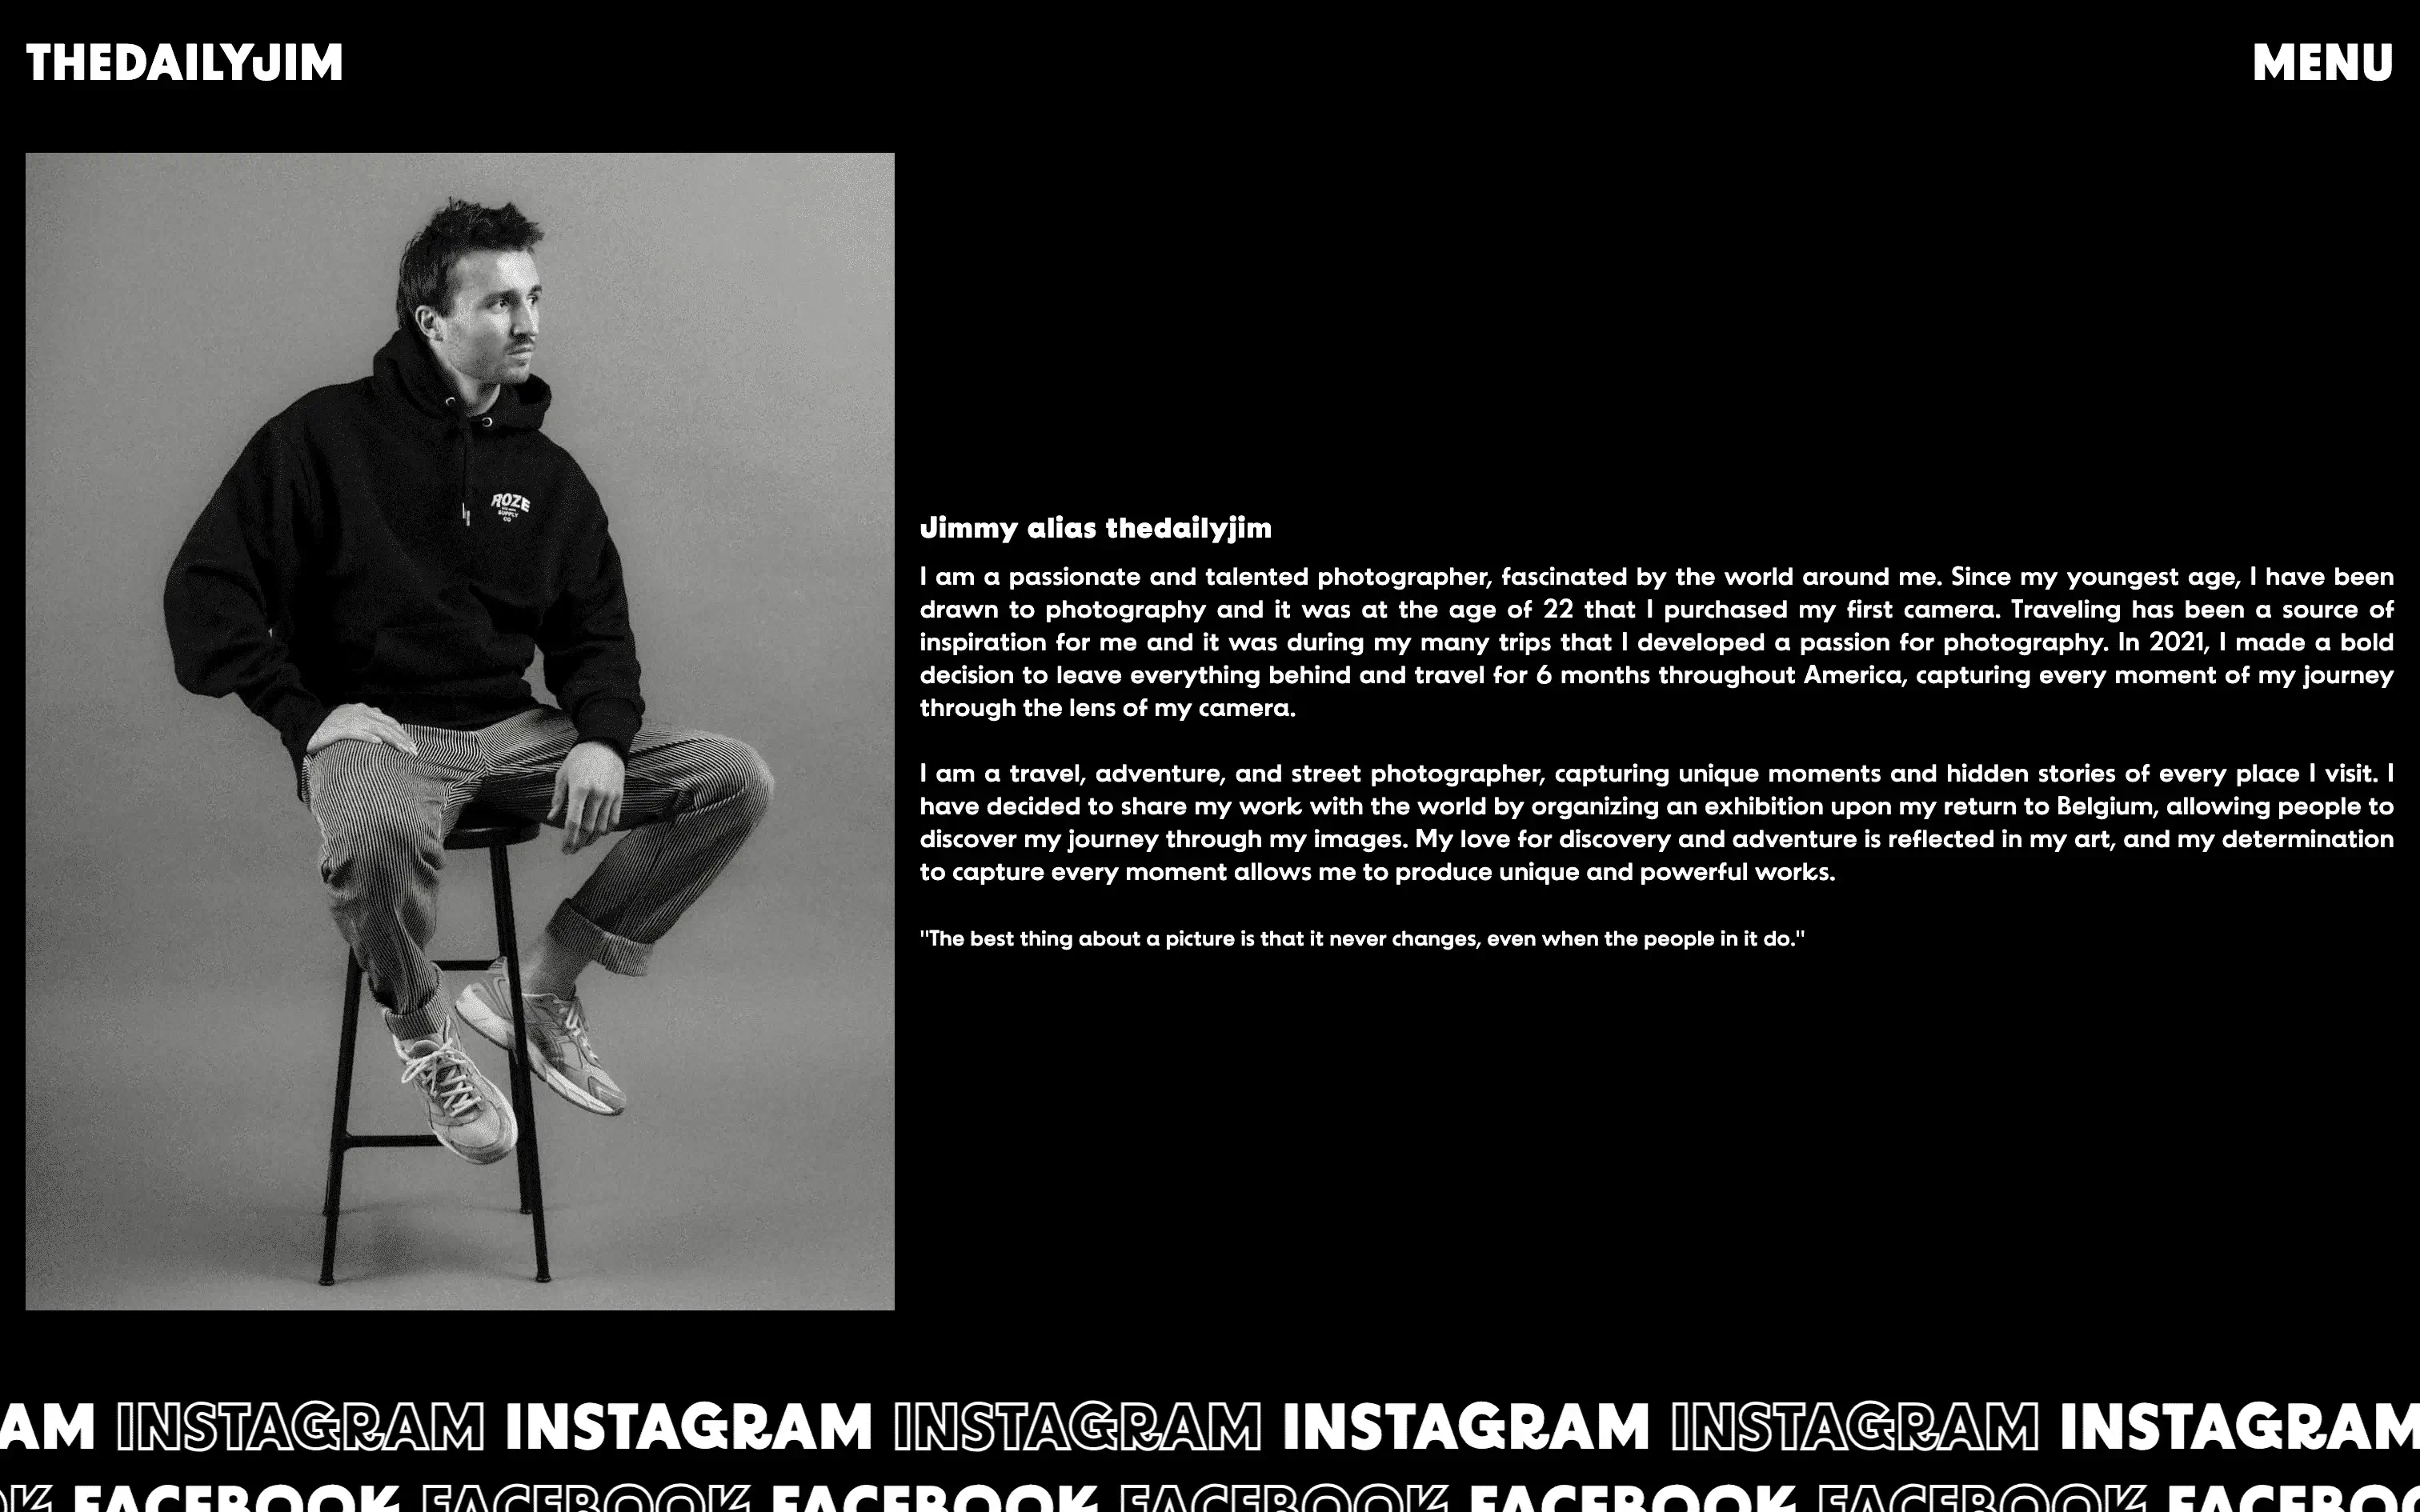 THEDAILYJIM
MENU
ROZE
SUPPLY
CO
Jimmy alias thedailyjim
I am a passionate and talented photographer, fascinated by the world around me. Since my youngest age, I have been
drawn to photography and it was at the age of 22 that I purchased my first camera. Traveling has been a source of
inspiration for me and it was during my many trips that I developed a passion for photography. In 2021, I made a bold
decision to leave everything behind and travel for 6 months throughout America, capturing every moment of my journey
through the lens of my camera.
I am a travel, adventure, and street photographer, capturing unique moments and hidden stories of every place I visit. I
have decided to share my work with the world by organizing an exhibition upon my return to Belgium, allowing people to
discover my journey through my images. My love for discovery and adventure is reflected in my art, and my determination
to capture every moment allows me to produce unique and powerful works.
"The best thing about a picture is that it never changes, even when the people in it do."
AM INSTAGRAM INSTAGRAM INSTAGRAM INSTAGRAM INSTAGRAM INSTAGRAM
OK FACEBOOK FACEBOOK FACEBOOK FACEBOOK FACEBOOK FACEBOOK FACEBOO